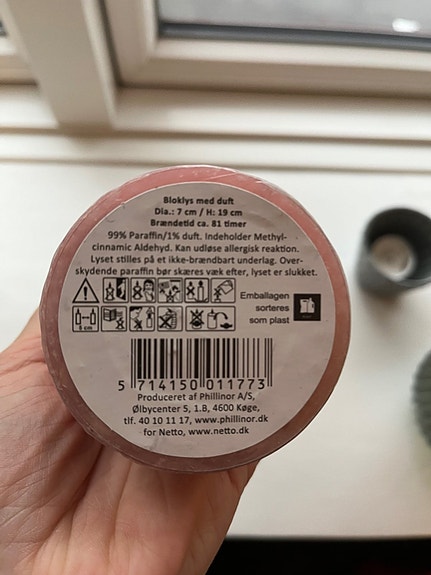 Bloklys med duft
Dia.: 7 cm / H: 19 cm
Brændetid ca. 81 timer
99% Paraffin/1% duft. Indeholder Methyl-
cinnamic Aldehyd. Kan udløse allergisk reaktion.
Lyset stilles på et ikke-brændbart underlag. Over-
skydende paraffin bør skæres væk efter, lyset er slukket.
Emballagen
sorteres
som plast
8 cm
5 714150 011773
Produceret af Phillinor A/S,
Ølbycenter 5, 1.B, 4600 Køge,
tlf. 40 10 11 17, www.phillinor.dk
for Netto, www.netto.dk